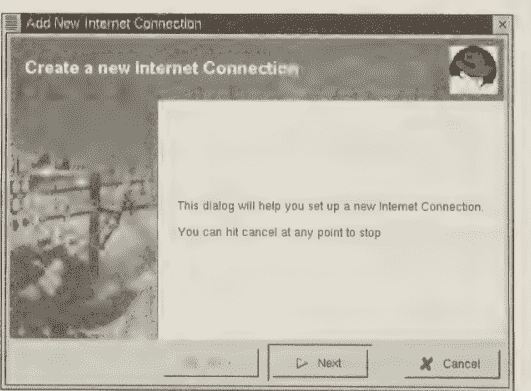 Add New Internet Connection
Create a new Internet Connection
This dialog will help you set up a new Internet Connection.
You can hit cancel at any point to stop
Next
Cancel